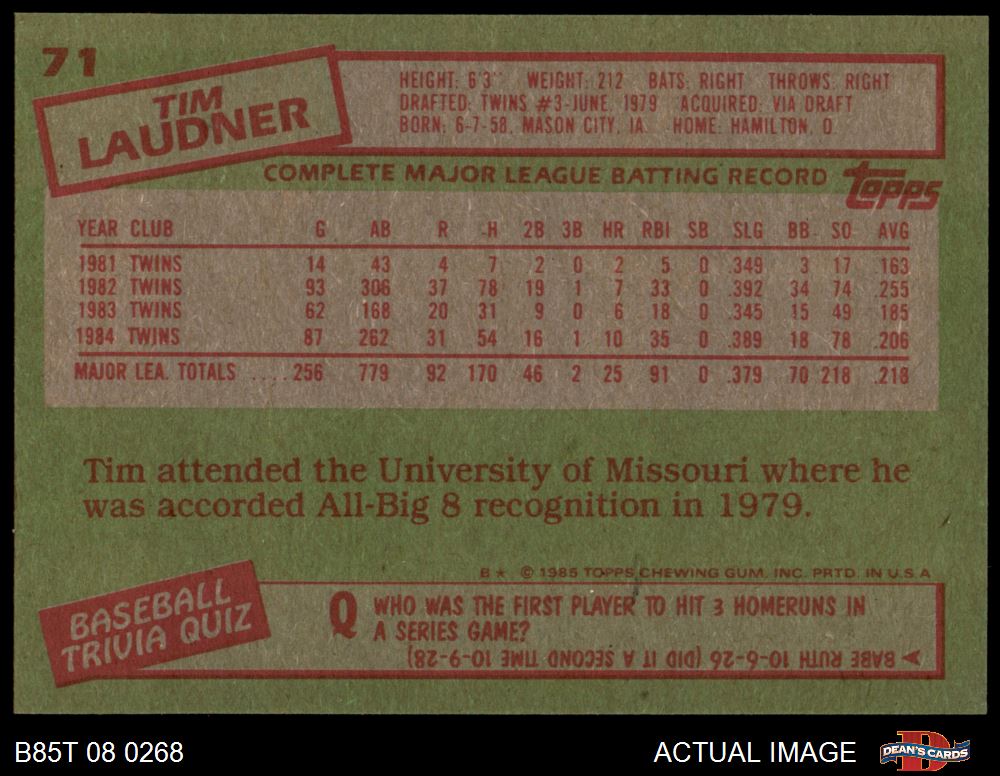 71
TIM
LAUDNER
HEIGHT: 6'3" WEIGHT: 212 BATS: RIGHT THROWS: RIGHT
DRAFTED: TWINS #3-JUNE, 1979 ACQUIRED: VIA DRAFT
BORN: 6-7-58, MASON CITY, IA. HOME: HAMILTON, O.
COMPLETE MAJOR LEAGUE BATTING RECORD
topps
YEAR CLUB G AB R H 2B 3B HR RBI SB SLG BB SO AVG
1981 TWINS 14 43 4 7 2 0 2 5 0 .349 3 17 .163
1982 TWINS 93 306 37 78 19 1 7 33 0 .392 34 74 .255
1983 TWINS 62 168 20 31 9 0 6 18 0 .345 15 49 .185
1984 TWINS 87 262 31 54 16 1 10 35 0 .389 18 78 .206
MAJOR LEA. TOTALS ....256 779 92 170 46 2 25 91 0 .379 70 218 .218
Tim attended the University of Missouri where he
was accorded All-Big 8 recognition in 1979.
B★ © 1985 TOPPS CHEWING GUM, INC. PRTD. IN U.S.A.
BASEBALL
TRIVIA QUIZ
Q WHO WAS THE FIRST PLAYER TO HIT 3 HOMERUNS IN
A SERIES GAME?
BABE RUTH 10-6-26 (DID IT A SECOND TIME 10-9-28)
B85T 08 0268
ACTUAL IMAGE
D
DEAN'S CARDS